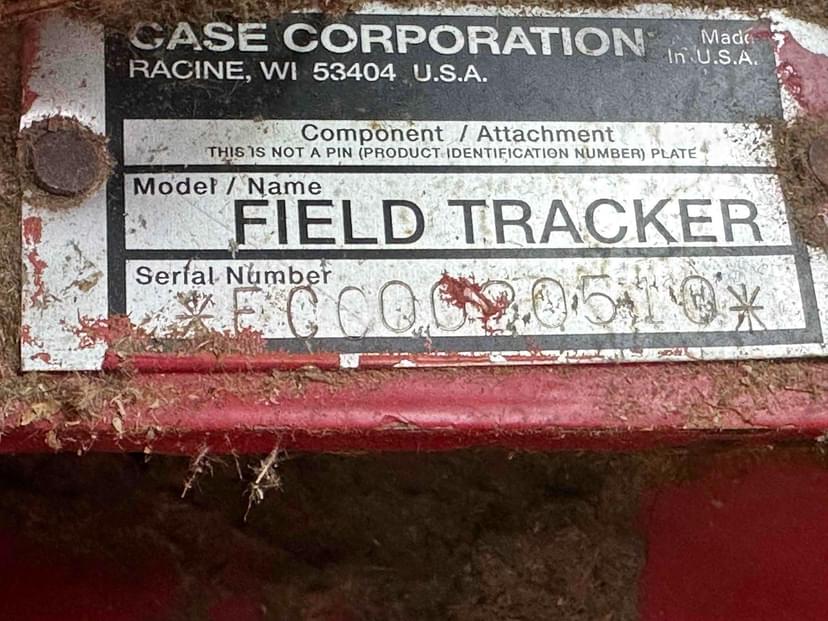 CASE CORPORATION
Made
In U.S.A.
RACINE, WI 53404 U.S.A.
Component / Attachment
THIS IS NOT A PIN (PRODUCT IDENTIFICATION NUMBER) PLATE
Model / Name
FIELD TRACKER
Serial Number